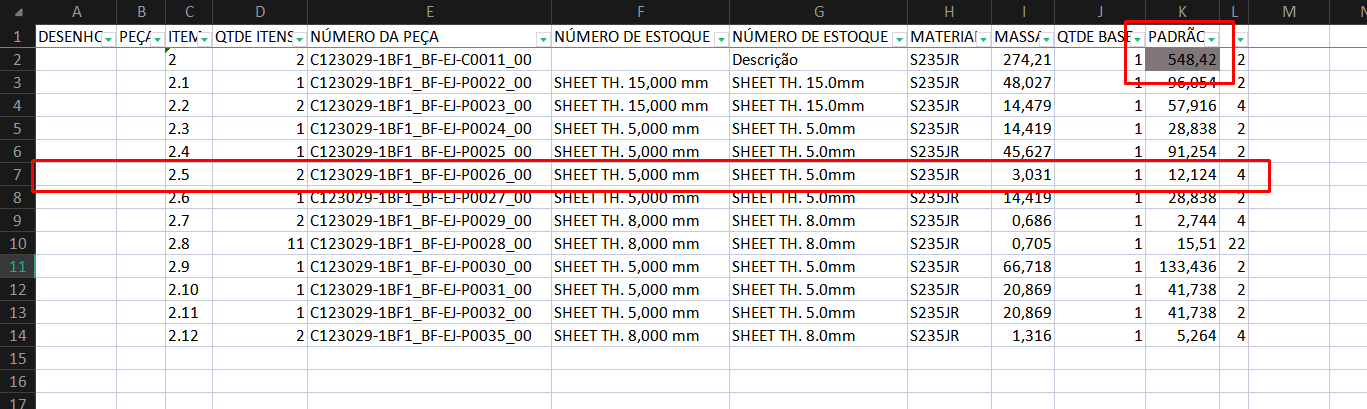 A B C D E F G H I J K L M
1 DESENHO PEÇA ITEM QTDE ITENS NÚMERO DA PEÇA NÚMERO DE ESTOQUE NÚMERO DE ESTOQUE MATERIAL MASSA QTDE BASE PADRÃO
2 2 2 C123029-1BF1_BF-EJ-C0011_00 Descrição S235JR 274,21 1 548,42 2
3 2.1 1 C123029-1BF1_BF-EJ-P0022_00 SHEET TH. 15,000 mm SHEET TH. 15.0mm S235JR 48,027 1 96,054 2
4 2.2 2 C123029-1BF1_BF-EJ-P0023_00 SHEET TH. 15,000 mm SHEET TH. 15.0mm S235JR 14,479 1 57,916 4
5 2.3 1 C123029-1BF1_BF-EJ-P0024_00 SHEET TH. 5,000 mm SHEET TH. 5.0mm S235JR 14,419 1 28,838 2
6 2.4 1 C123029-1BF1_BF-EJ-P0025_00 SHEET TH. 5,000 mm SHEET TH. 5.0mm S235JR 45,627 1 91,254 2
7 2.5 2 C123029-1BF1_BF-EJ-P0026_00 SHEET TH. 5,000 mm SHEET TH. 5.0mm S235JR 3,031 1 12,124 4
8 2.6 1 C123029-1BF1_BF-EJ-P0027_00 SHEET TH. 5,000 mm SHEET TH. 5.0mm S235JR 14,419 1 28,838 2
9 2.7 2 C123029-1BF1_BF-EJ-P0029_00 SHEET TH. 8,000 mm SHEET TH. 8.0mm S235JR 0,686 1 2,744 4
10 2.8 11 C123029-1BF1_BF-EJ-P0028_00 SHEET TH. 8,000 mm SHEET TH. 8.0mm S235JR 0,705 1 15,51 22
11 2.9 1 C123029-1BF1_BF-EJ-P0030_00 SHEET TH. 5,000 mm SHEET TH. 5.0mm S235JR 66,718 1 133,436 2
12 2.10 1 C123029-1BF1_BF-EJ-P0031_00 SHEET TH. 5,000 mm SHEET TH. 5.0mm S235JR 20,869 1 41,738 2
13 2.11 1 C123029-1BF1_BF-EJ-P0032_00 SHEET TH. 5,000 mm SHEET TH. 5.0mm S235JR 20,869 1 41,738 2
14 2.12 2 C123029-1BF1_BF-EJ-P0035_00 SHEET TH. 8,000 mm SHEET TH. 8.0mm S235JR 1,316 1 5,264 4
15
16
17